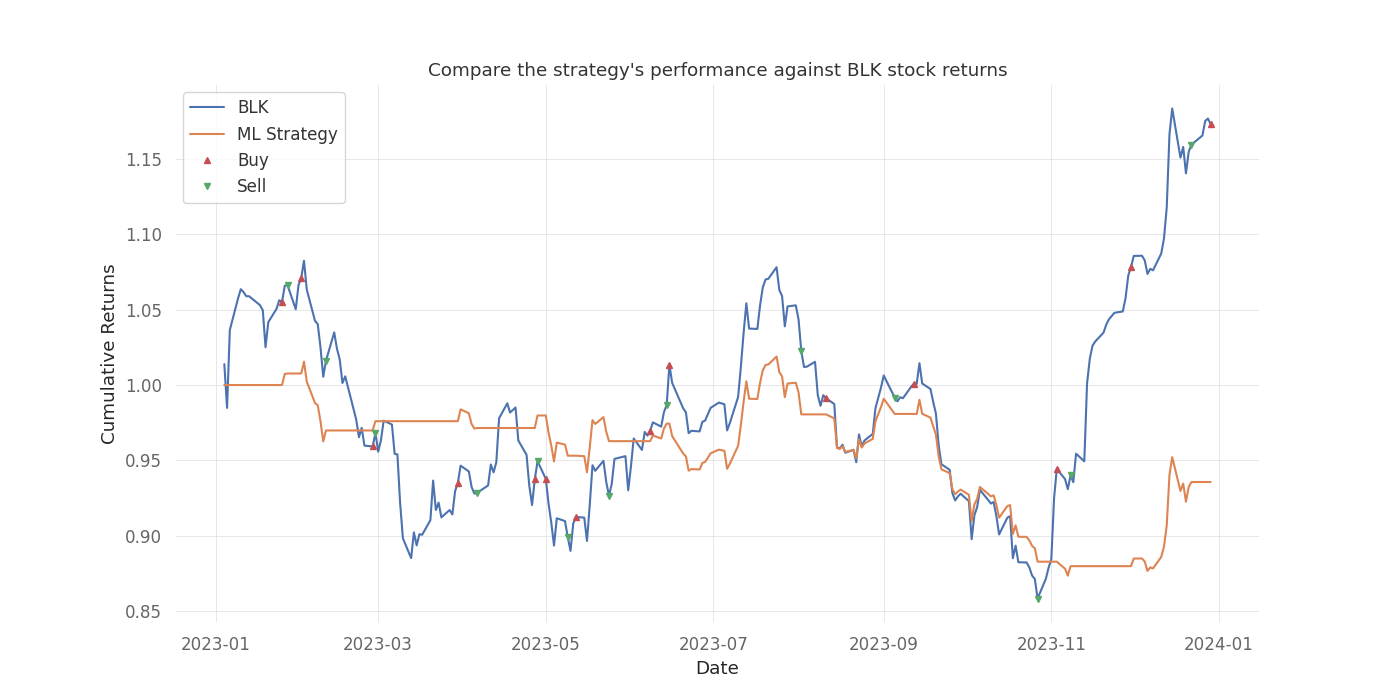 Compare the strategy's performance against BLK stock returns
BLK
ML Strategy
Buy
Sell
Cumulative Returns
1.15
1.10
1.05
1.00
0.95
0.90
0.85
2023-01
2023-03
2023-05
2023-07
2023-09
2023-11
2024-01
Date